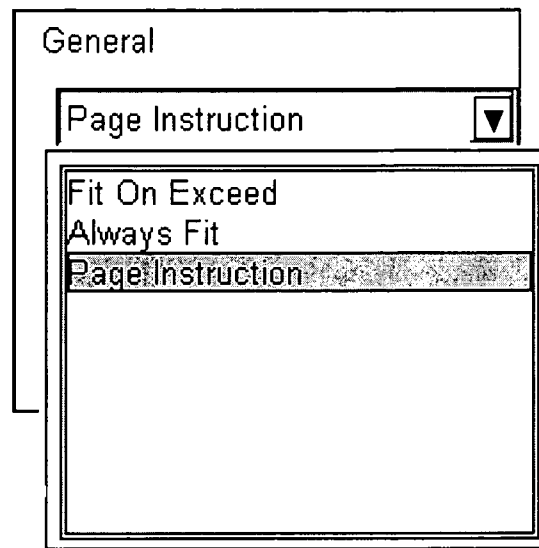 General
Page Instruction
Fit On Exceed
Always Fit
Page Instruction